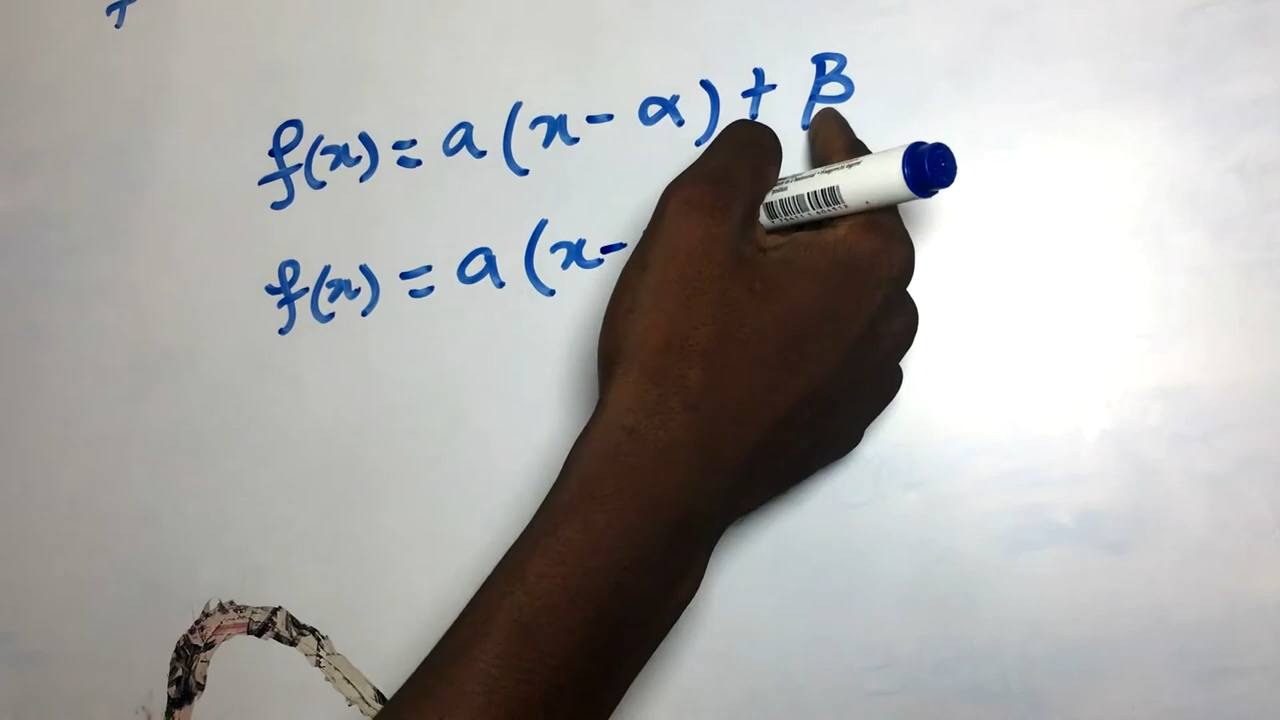 f(x) = a(x - α) + β
f(x) = a(x -